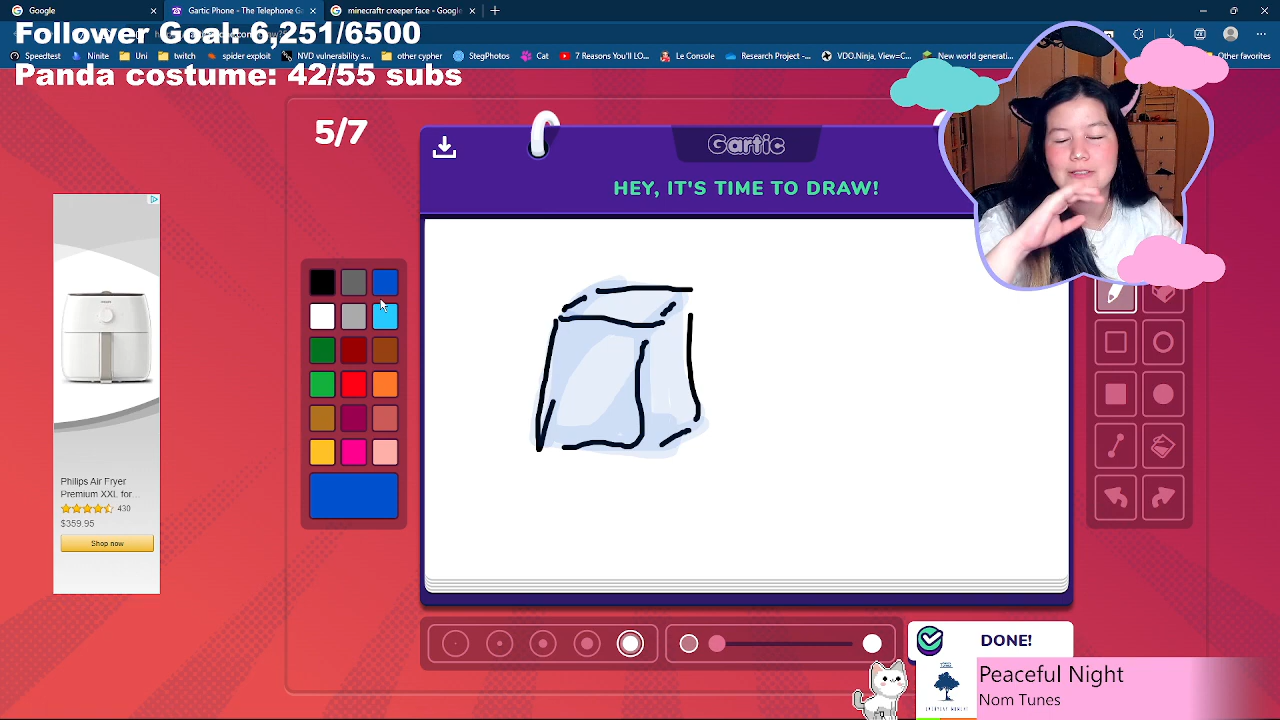 Google
Gartic Phone - The Telephone Ga
minecraftr creeper face - Google
Follower Goal: 6,251/6500
Speedtest
Ninite
Uni
twitch
spider exploit
NVD vulnerability s...
other cypher
StegPhotos
Cat
7 Reasons You'll LO...
Le Console
Research Projec-...
VDO.Ninja, View=C...
New world generati...
Other favorites
Panda costume: 42/55 subs
5/7
Gartic
HEY, IT'S TIME TO DRAW!
Philips Air Fryer
Premium XXL for...
430
$359.95
Shop now
DONE!
Peaceful Night
Nom Tunes